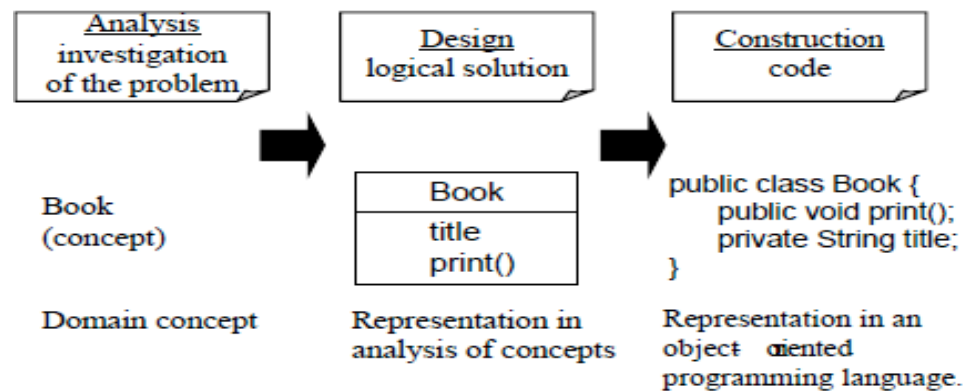 Analysis
investigation
of the problem
Design
logical solution
Construction
code
Book
(concept)
Book
title
print()
public class Book {
public void print();
private String title;
}
Domain concept
Representation in
analysis of concepts
Representation in an
object
programming language.